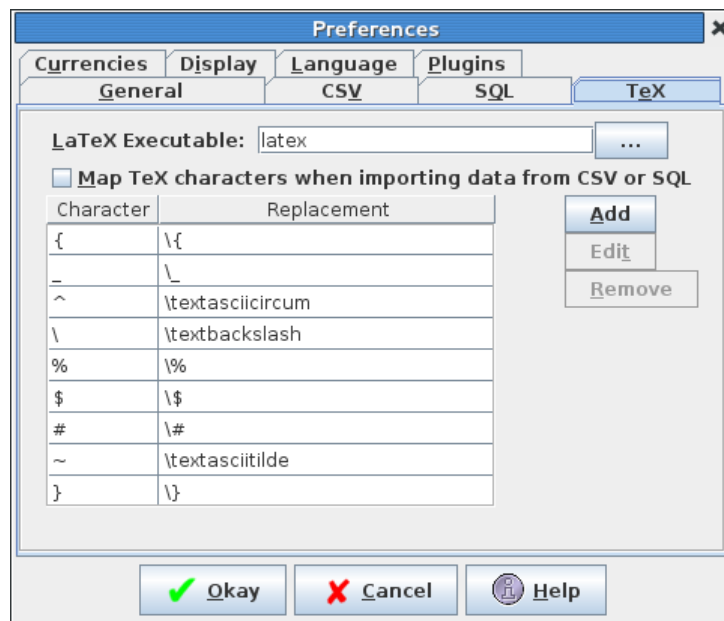 Preferences
Currencies Display Language Plugins
General CSV SQL TeX
LaTeX Executable: latex ...
Map TeX characters when importing data from CSV or SQL
Character Replacement
Add
{ \{
Edit
_ \_
Remove
^ \textasciicircum
\ \textbackslash
% \%
$ \$
# \#
~ \textasciitilde
} \}
Okay Cancel Help